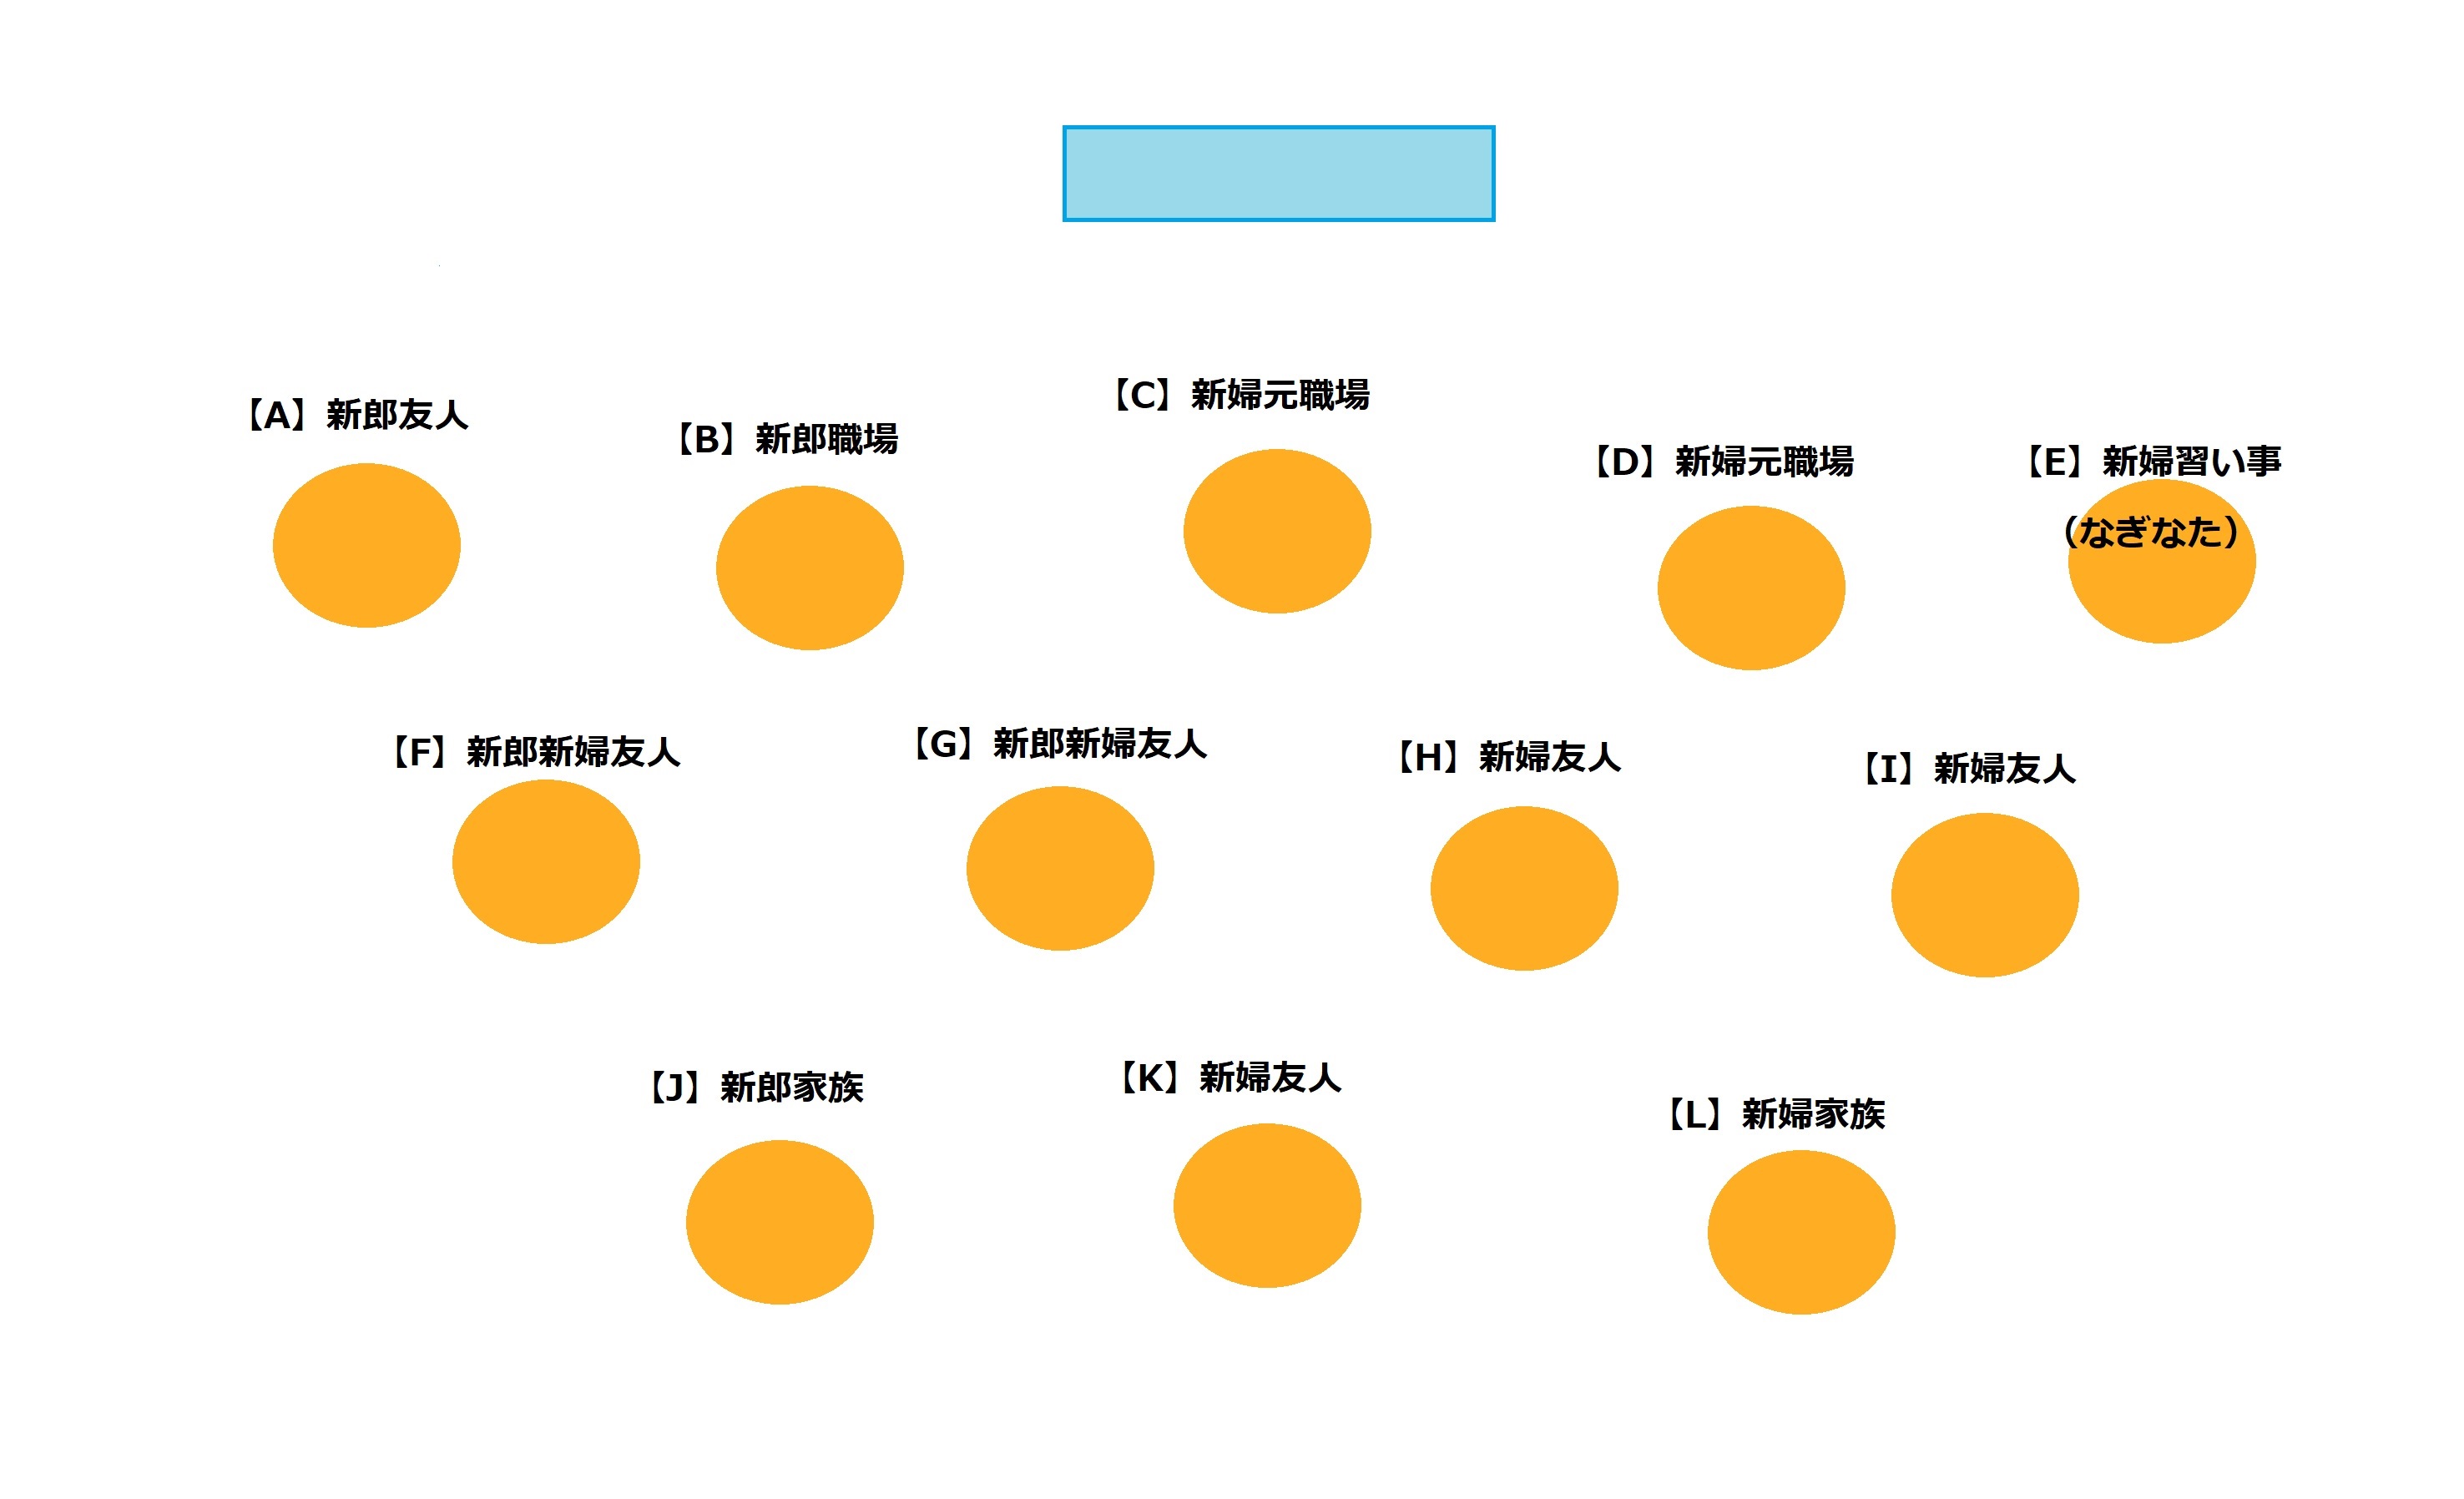 【A】新郎友人
【B】新郎職場
【C】新婦元職場
【D】新婦元職場
【E】新婦習い事
（なぎなた）
【F】新郎新婦友人
【G】新郎新婦友人
【H】新婦友人
【I】新婦友人
【J】新郎家族
【K】新婦友人
【L】新婦家族